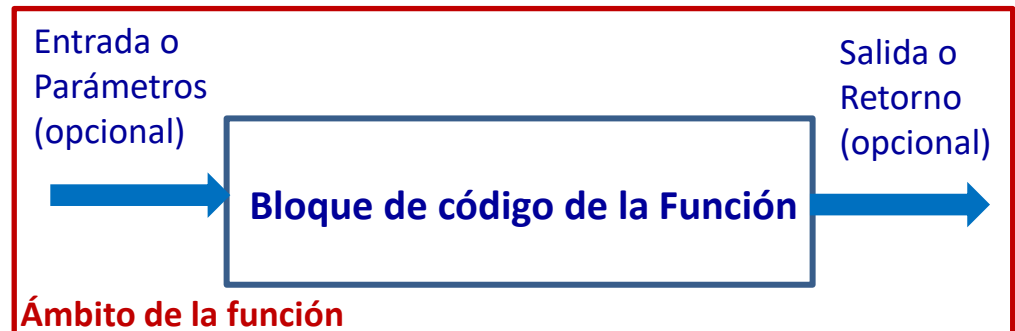 Entrada o
Parámetros
(opcional)
Salida o
Retorno
(opcional)
Bloque de código de la Función
Ámbito de la función